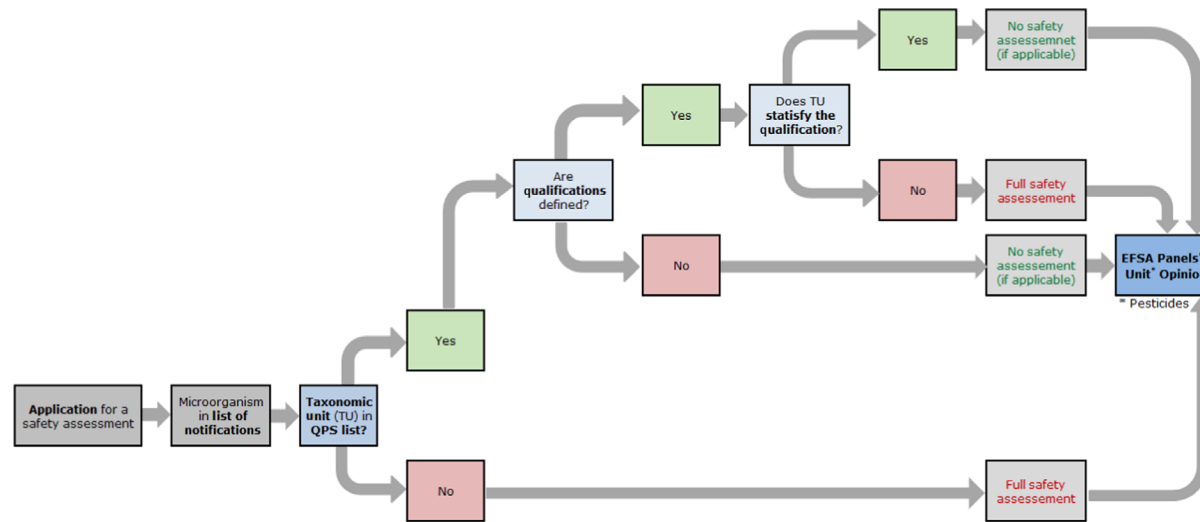 Application for a
safety assessment
Microorganism
in list of
notifications
Taxonomic
unit (TU) in
QPS list?
Yes
No
Are
qualifications
defined?
Yes
No
Does TU
statisfy the
qualification?
Yes
No
No safety
assessemnet
(if applicable)
Full safety
assessement
No safety
assessement
(if applicable)
Full safety
assessement
EFSA Panels*
Unit* Opinio
* Pesticides